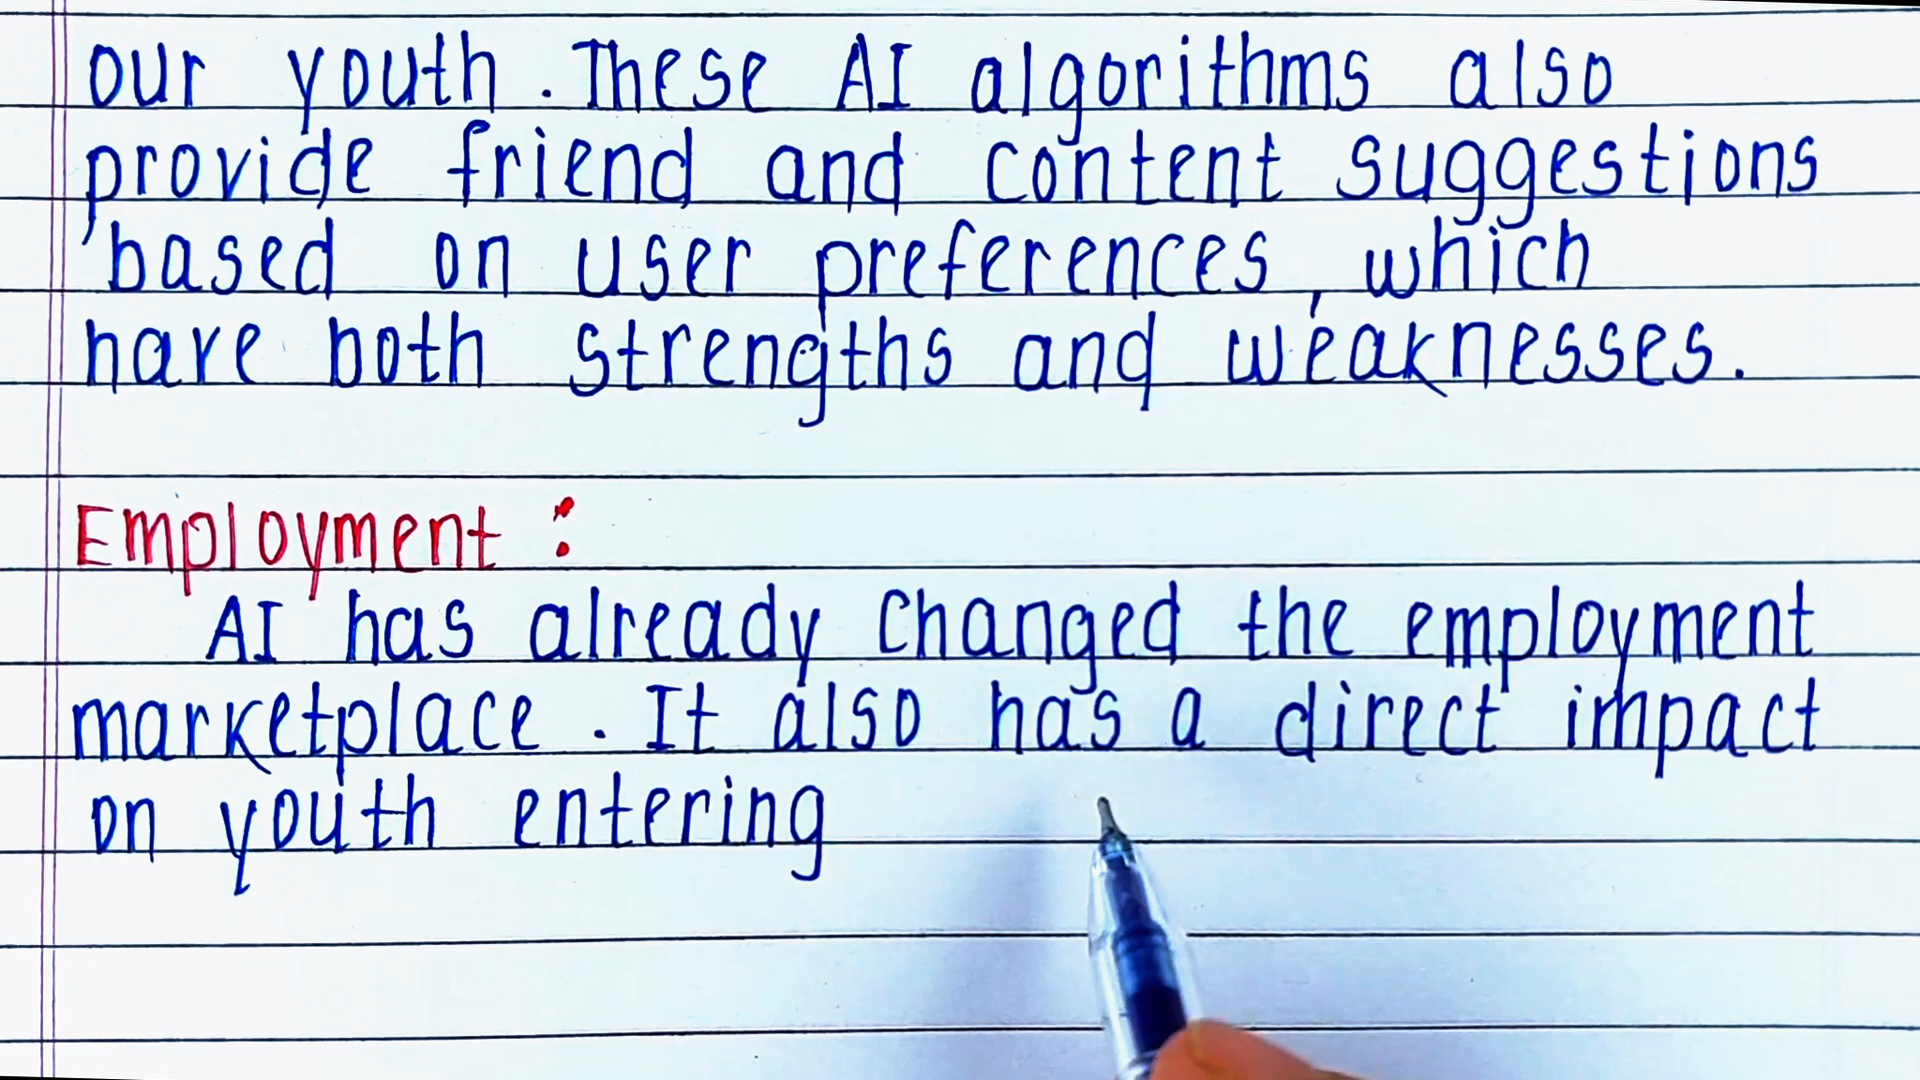 our youth. These AI algorithms also
provide friend and content suggestions
based on user preferences, which
have both strengths and weaknesses.
Employment :
AI has already changed the employment
marketplace. It also has a direct impact
on youth entering